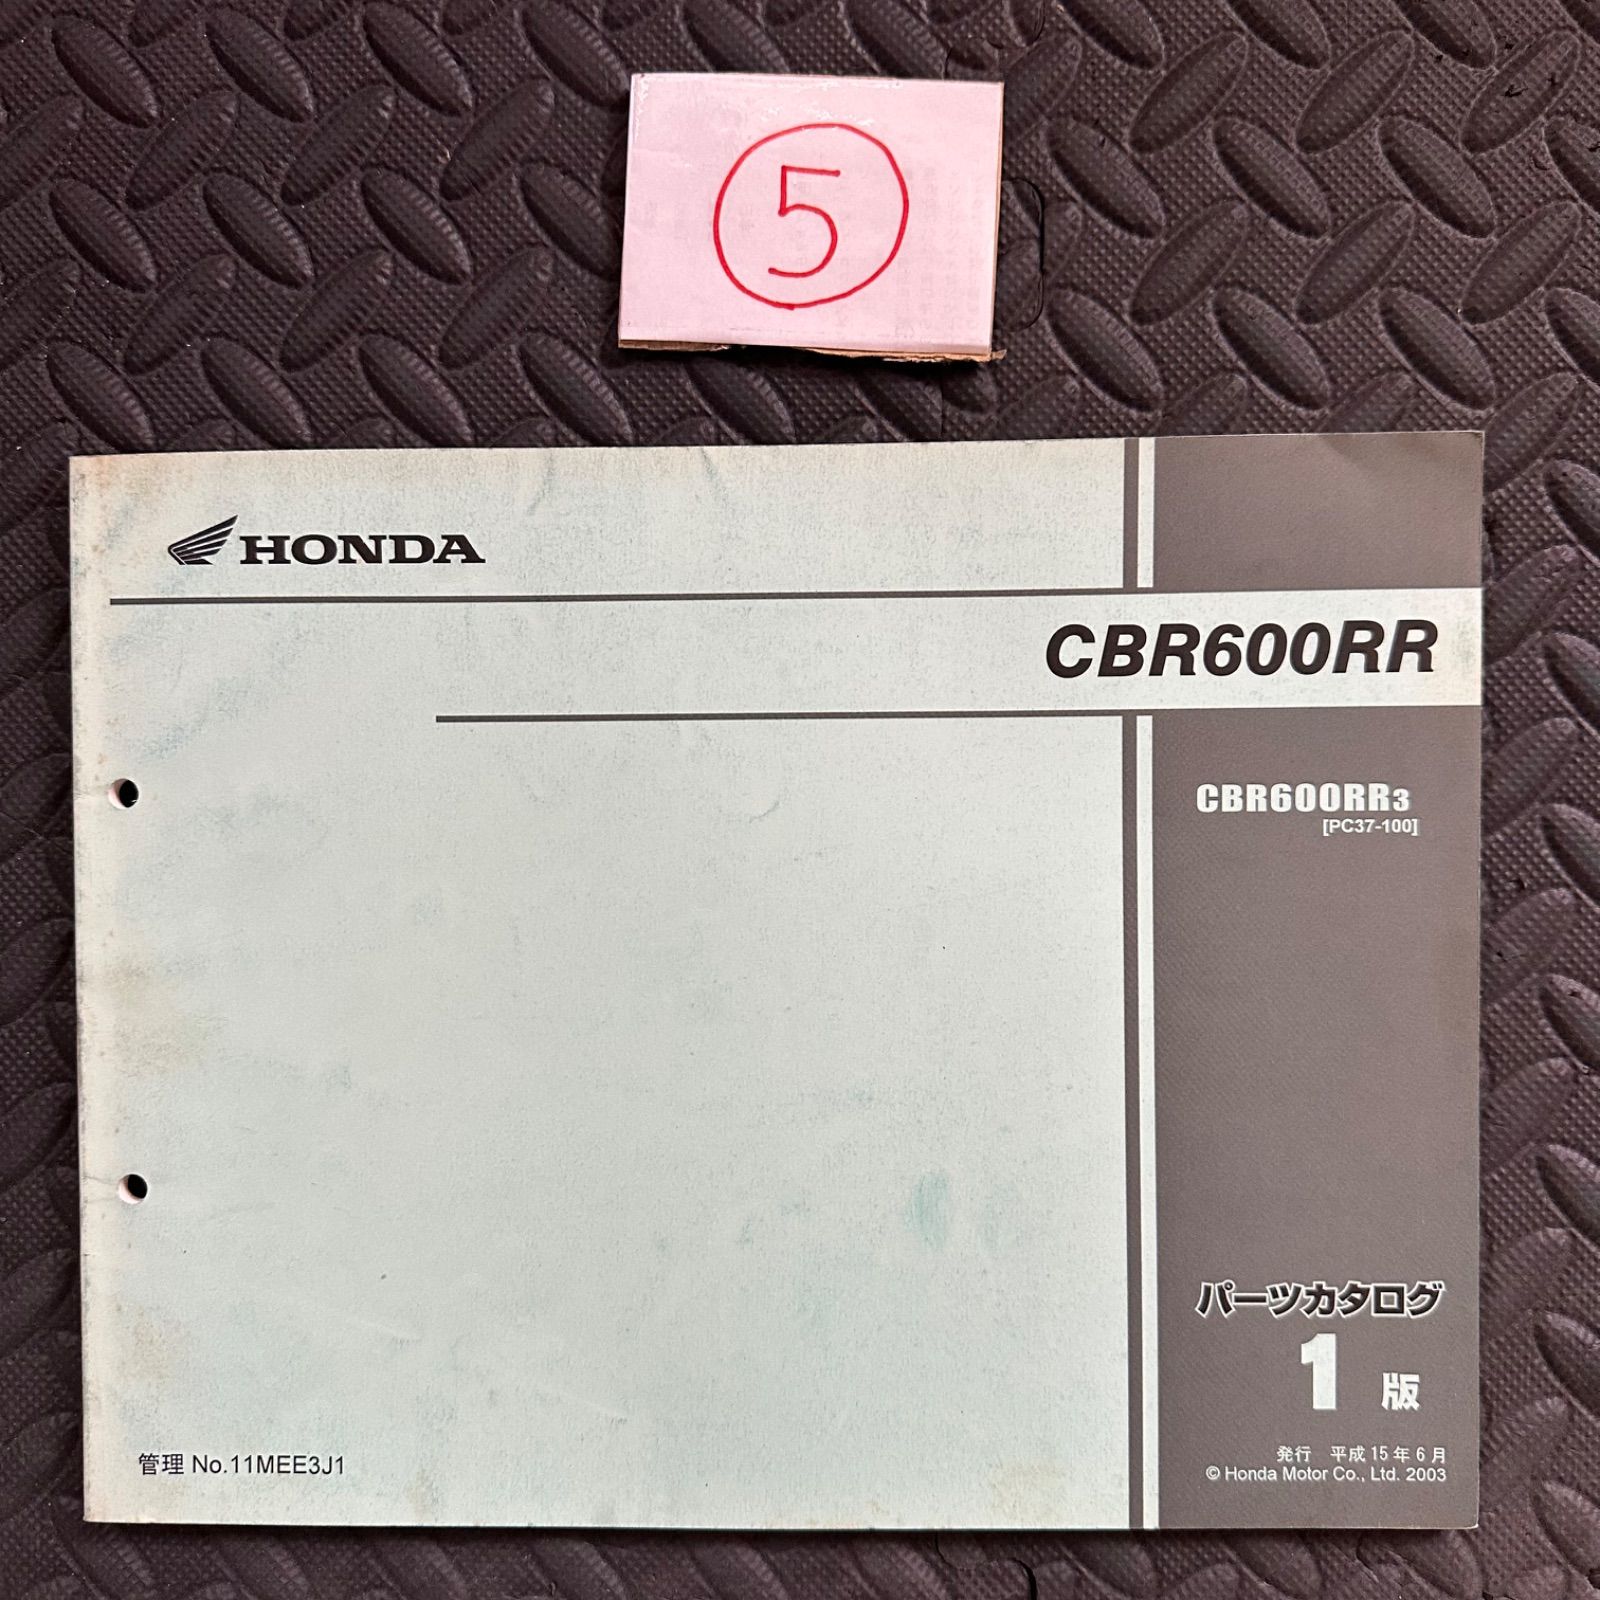 5
HONDA
CBR600RR
CBR600RR3
[PC37-100]
パーツカタログ
1版
管理 No.11MEE3J1
発行 平成15年6月
© Honda Motor Co., Ltd. 2003